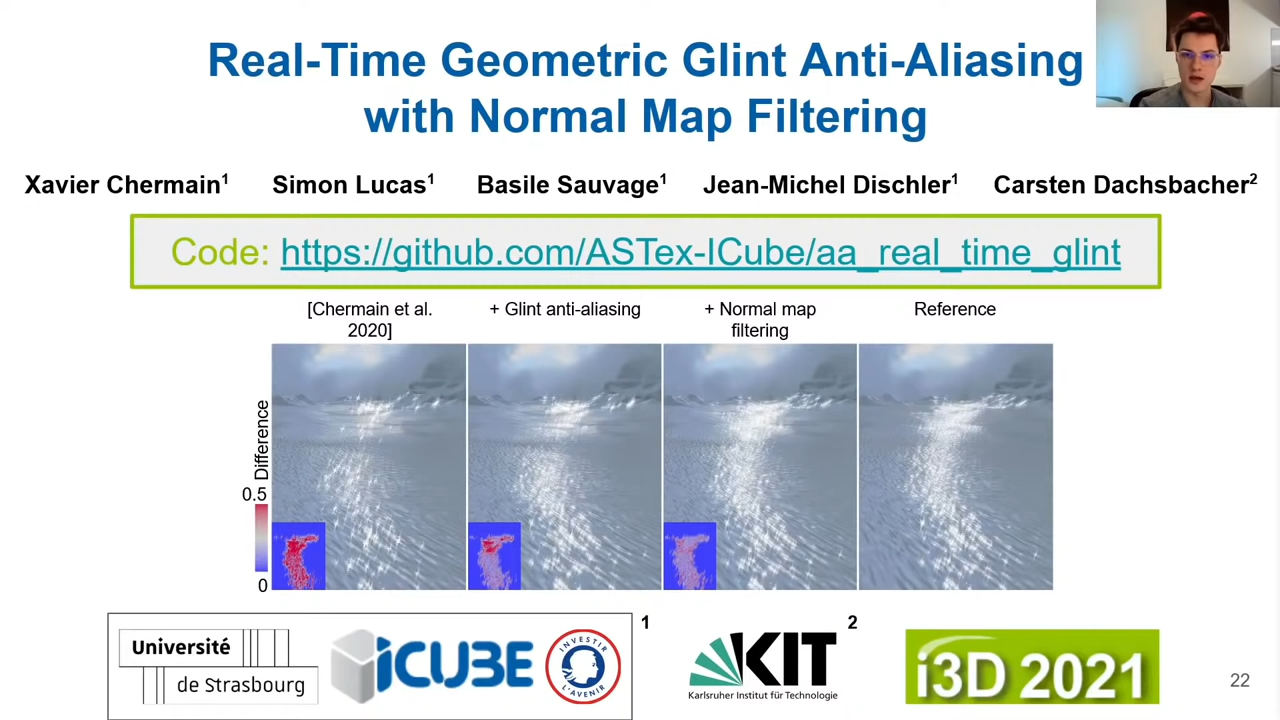 Real-Time Geometric Glint Anti-Aliasing
with Normal Map Filtering
Xavier Chermain1 Simon Lucas1 Basile Sauvage1 Jean-Michel Dischler1 Carsten Dachsbacher2
Code: https://github.com/ASTex-ICube/aa_real_time_glint
[Chermain et al.
2020]
+ Glint anti-aliasing
+ Normal map
filtering
Reference
Difference
0.5
0
Université
de Strasbourg
iCUBE
INVESTIR
L'AVENIR
1
KIT
Karlsruher Institut für Technologie
2
i3D 2021
22